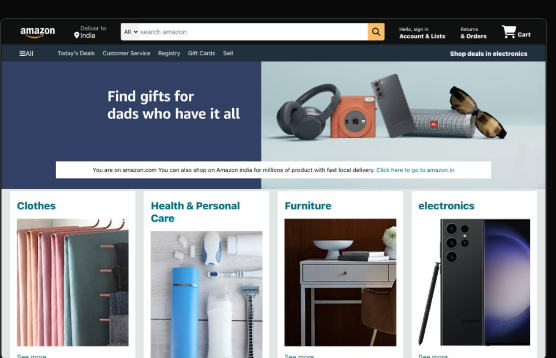 amazon
Deliver to
India
All
search amazon
Hello, sign in
Account & Lists
Returns
& Orders
Cart
All
Today's Deals
Customer Service
Registry
Gift Cards
Sell
Shop deals in electronics
Find gifts for
dads who have it all
JBL
You are on amazon.com You can also shop on Amazon india for millions of product with fast local delivery. Click here to go to amazon.in
Clothes
Health & Personal
Care
Furniture
electronics
See more
See more
See more